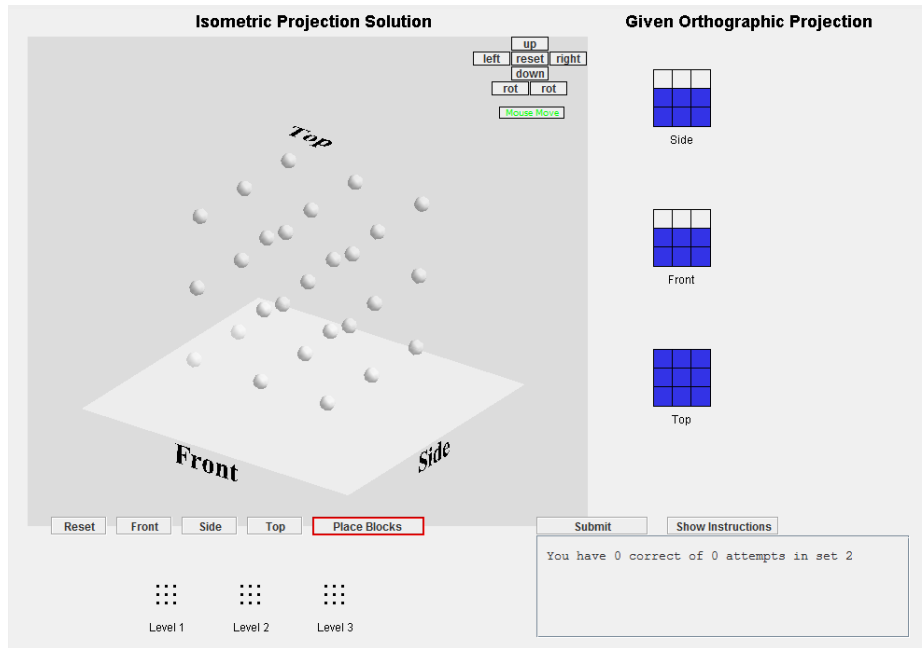 Isometric Projection Solution
Given Orthographic Projection
up
left reset right
down
rot rot
Mouse Move
Top
Side
Front
Top
Front
Side
Reset Front Side Top Place Blocks
Submit Show Instructions
You have 0 correct of 0 attempts in set 2
Level 1 Level 2 Level 3